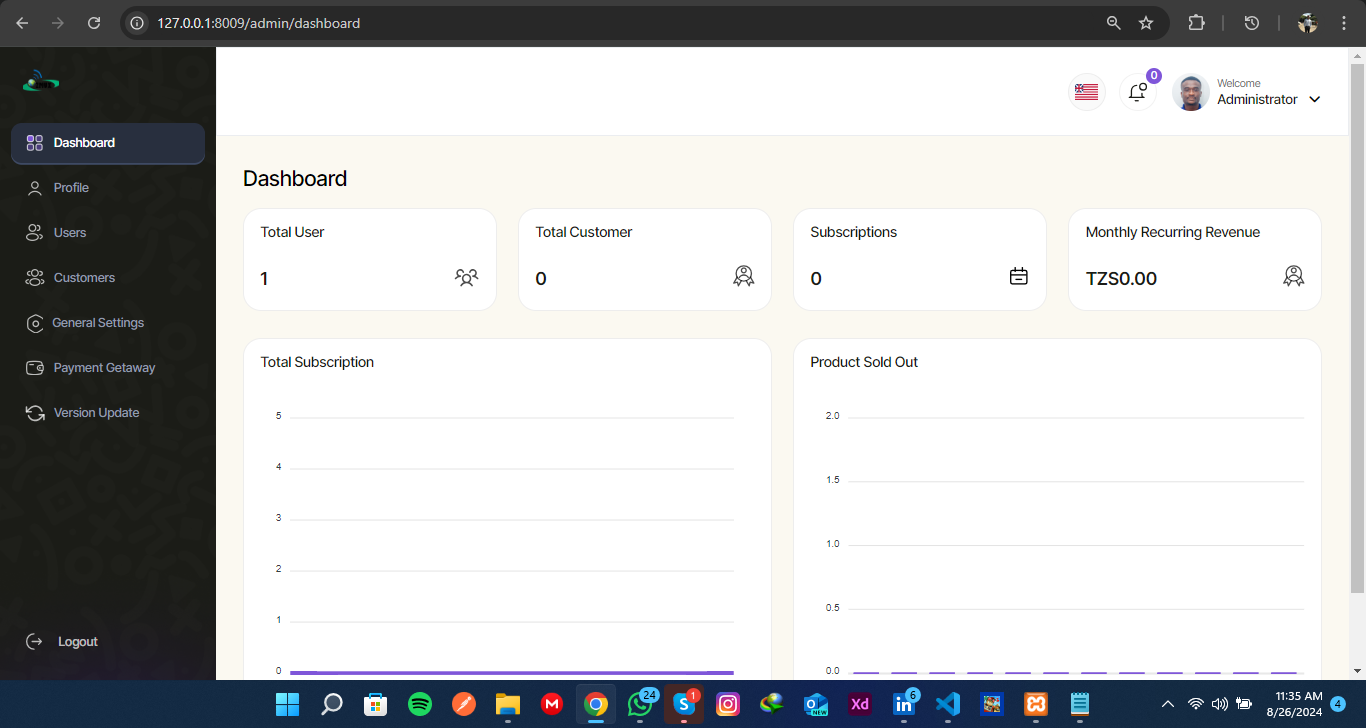 127.0.0.1:8009/admin/dashboard
0
Welcome
Administrator
Dashboard
Profile
Users
Customers
General Settings
Payment Getaway
Version Update
Logout
Dashboard
Total User
1
Total Customer
0
Subscriptions
0
Monthly Recurring Revenue
TZS0.00
Total Subscription
5
4
3
2
1
0
Product Sold Out
2.0
1.5
1.0
0.5
0.0
24
1
NEW
Xd
6
11:35 AM
8/26/2024
4